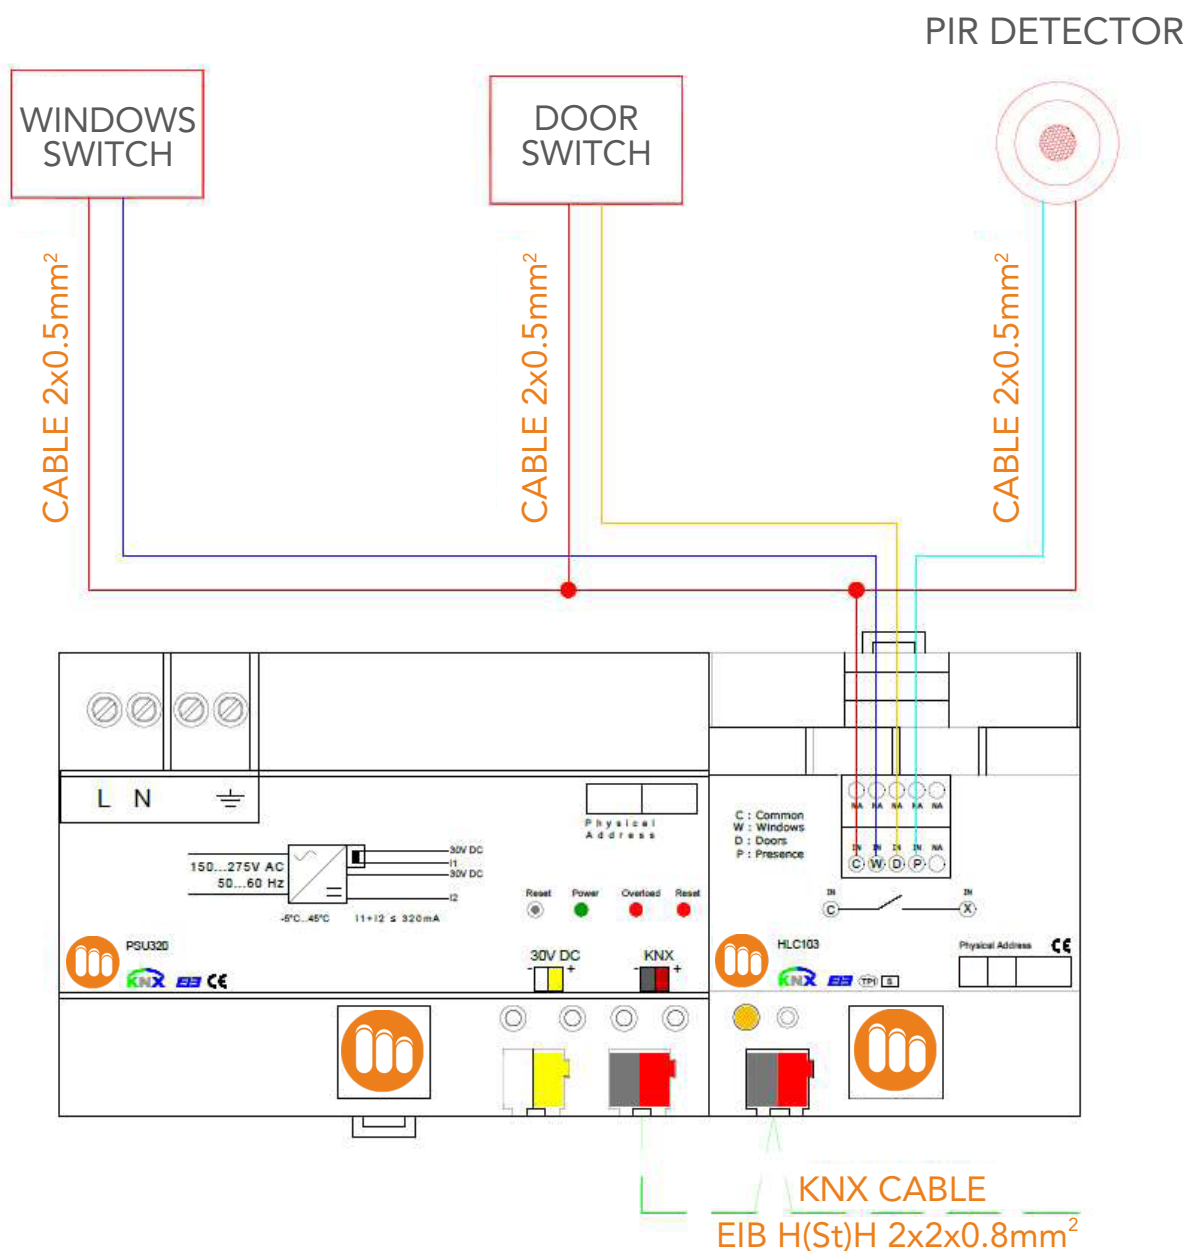 PIR DETECTOR
WINDOWS
SWITCH
DOOR
SWITCH
CABLE 2x0.5mm²
CABLE 2x0.5mm²
CABLE 2x0.5mm²
L N
Physical
Address
150...275V AC
50...60 Hz
30V DC
I1
30V DC
I2
-5°C...45°C I1+I2 ≤ 320mA
Reset Power Overload Reset
PSU320
KNX EIB CE
30V DC
- +
KNX
- +
C : Common
W : Windows
D : Doors
P : Presence
NA NA NA NA NA
IN IN IN IN NA
C W D P
IN IN
C X
HLC103
KNX EIB TP1 S
Physical Address CE
KNX CABLE
EIB H(St)H 2x2x0.8mm²